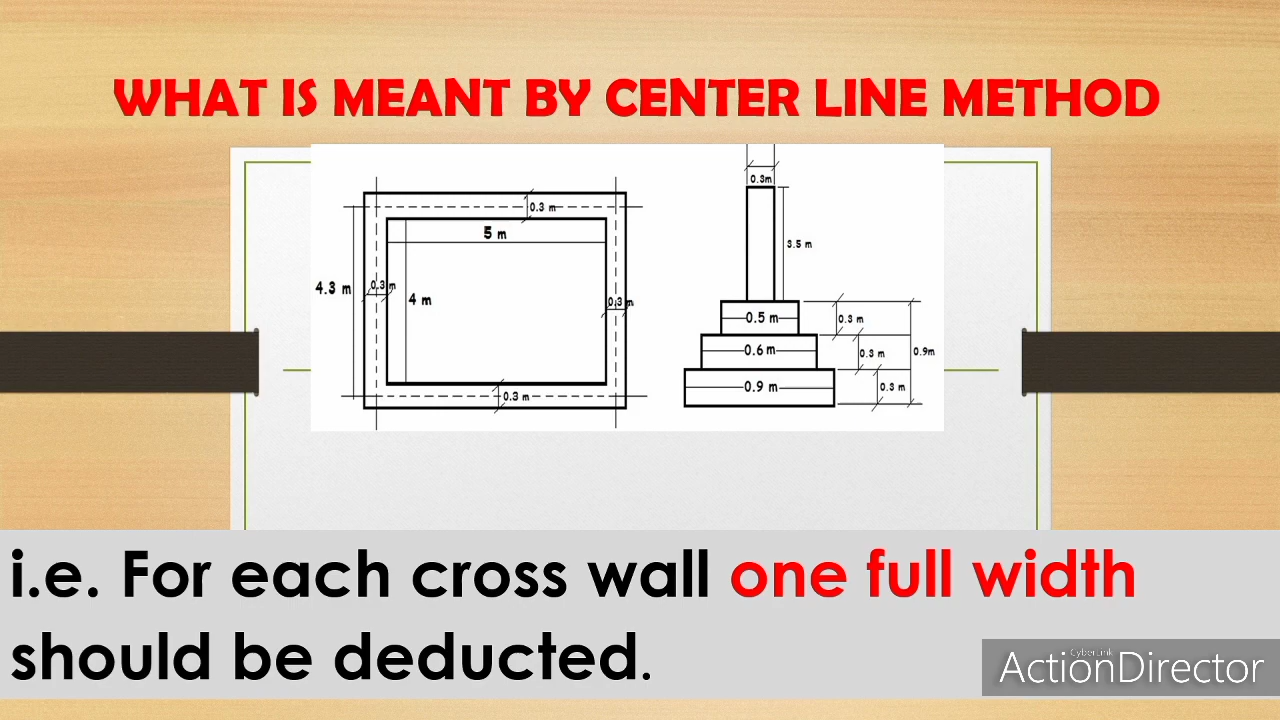 WHAT IS MEANT BY CENTER LINE METHOD
0.3m
0.3 m
5 m
3.5 m
4.3 m
0.3 m
4 m
0.3 m
0.5 m
0.3 m
0.6 m
0.3 m
0.9m
0.9 m
0.3 m
0.3 m
i.e. For each cross wall one full width
should be deducted.
CyberLink
ActionDirector